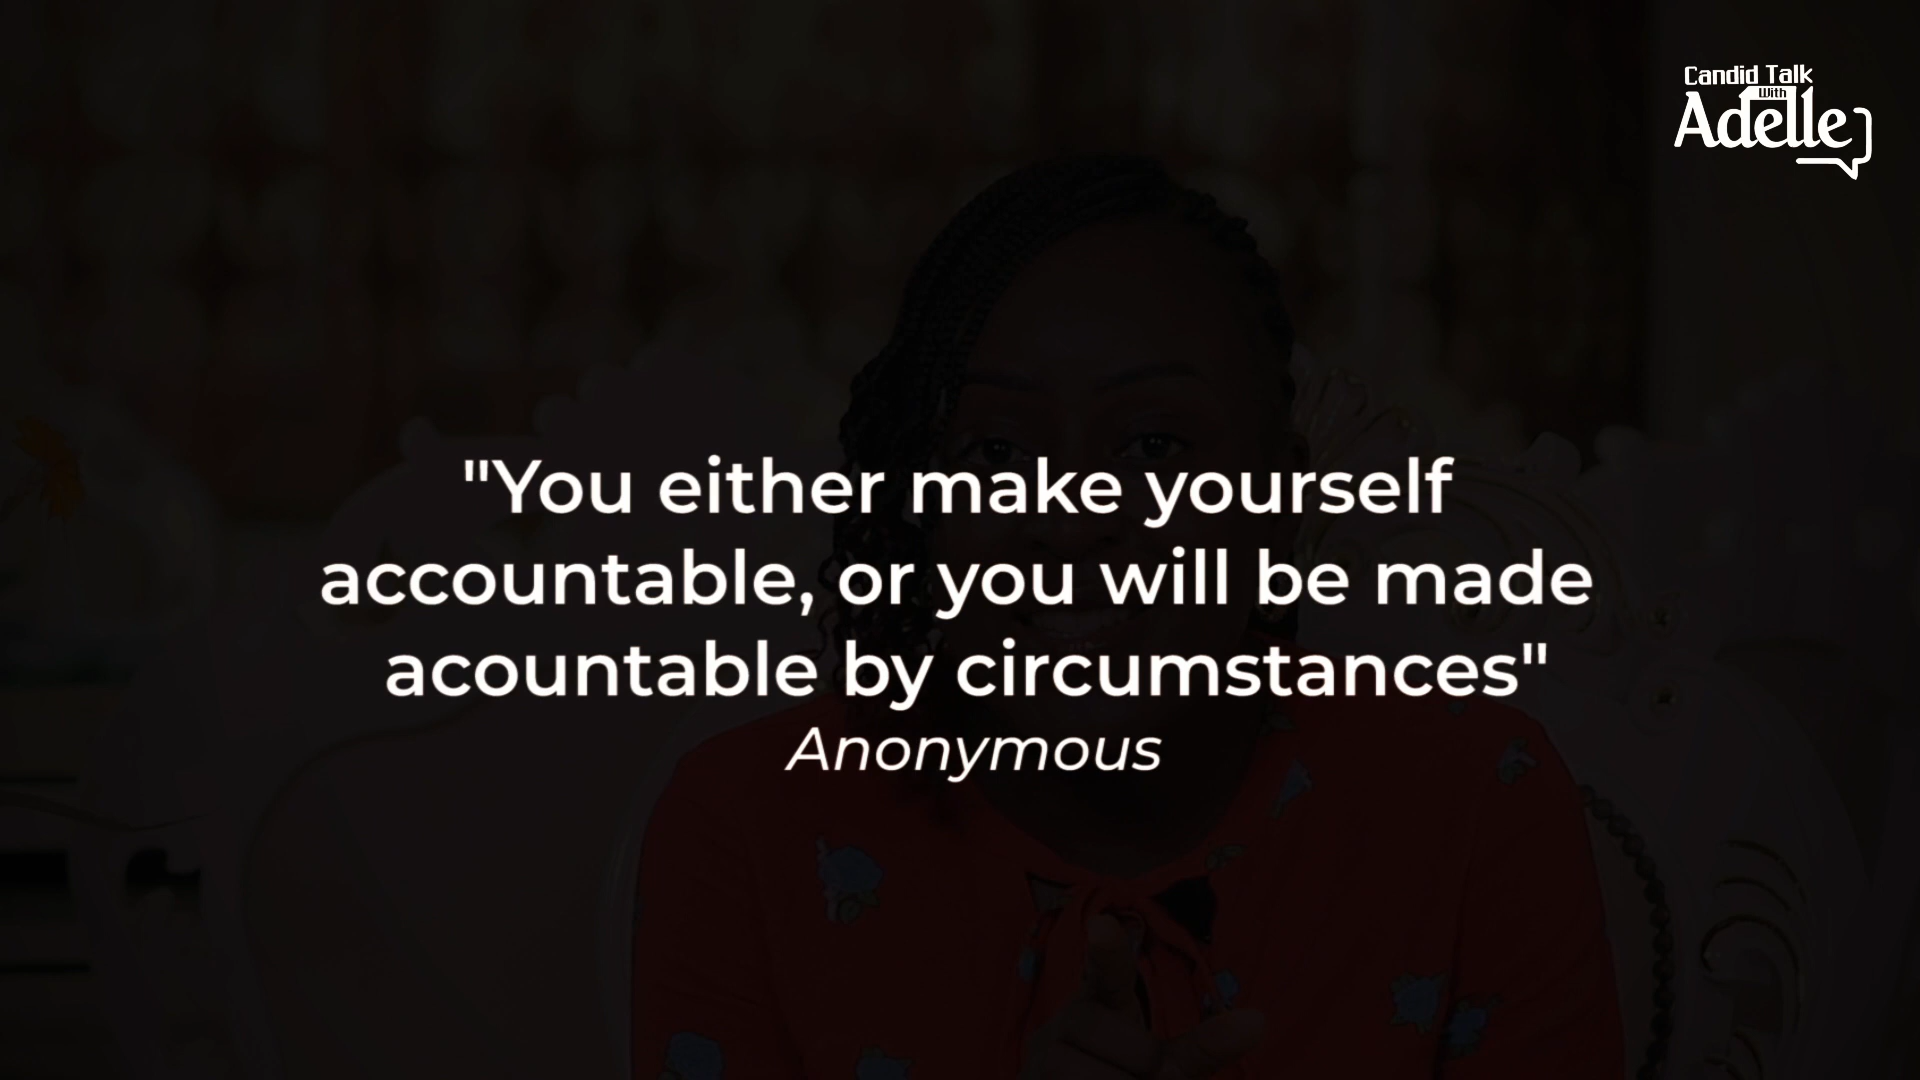 Candid Talk
With
Adelle
"You either make yourself
accountable, or you will be made
acountable by circumstances"
Anonymous